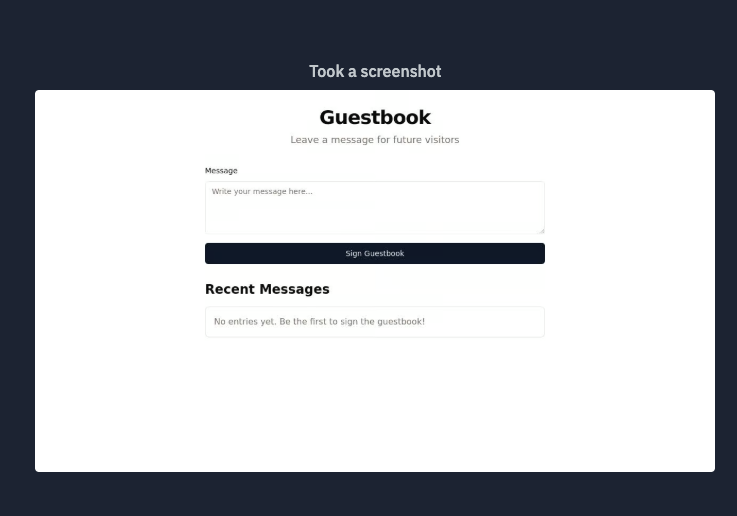 Took a screenshot
Guestbook
Leave a message for future visitors
Message
Write your message here...
Sign Guestbook
Recent Messages
No entries yet. Be the first to sign the guestbook!